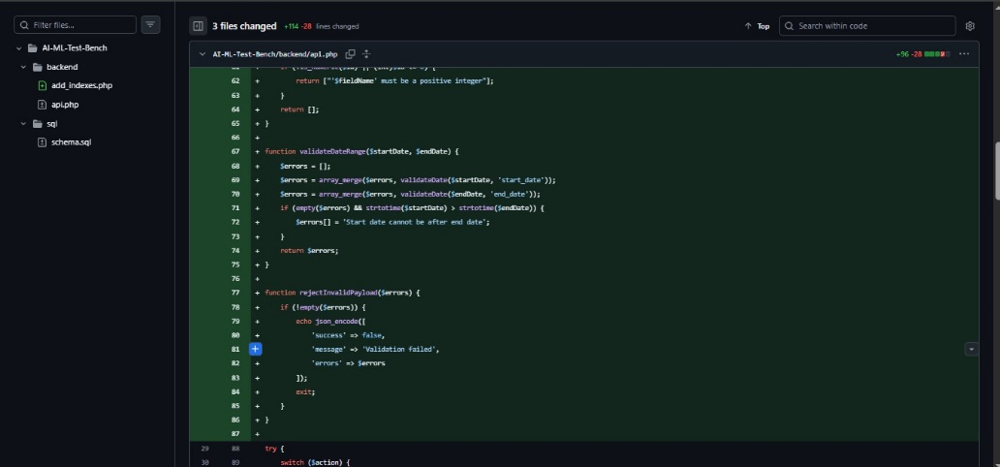 Filter files...
3 files changed +114 -28 lines changed
Top
Search within code
AI-ML-Test-Bench
backend
add_indexes.php
api.php
sql
schema.sql
AI-ML-Test-Bench/backend/api.php +96 -28
62 + return ["'$fieldName' must be a positive integer"];
63 + }
64 + return [];
65 + }
66 +
67 + function validateDateRange($startDate, $endDate) {
68 + $errors = [];
69 + $errors = array_merge($errors, validateDate($startDate, 'start_date'));
70 + $errors = array_merge($errors, validateDate($endDate, 'end_date'));
71 + if (empty($errors) && strtotime($startDate) > strtotime($endDate)) {
72 + $errors[] = 'Start date cannot be after end date';
73 + }
74 + return $errors;
75 + }
76 +
77 + function rejectInvalidPayload($errors) {
78 + if (!empty($errors)) {
79 + echo json_encode([
80 + 'success' => false,
81 + 'message' => 'Validation failed',
82 + 'errors' => $errors
83 + ]);
84 + exit;
85 + }
86 + }
87 +
29 88 try {
30 89 switch ($action) {